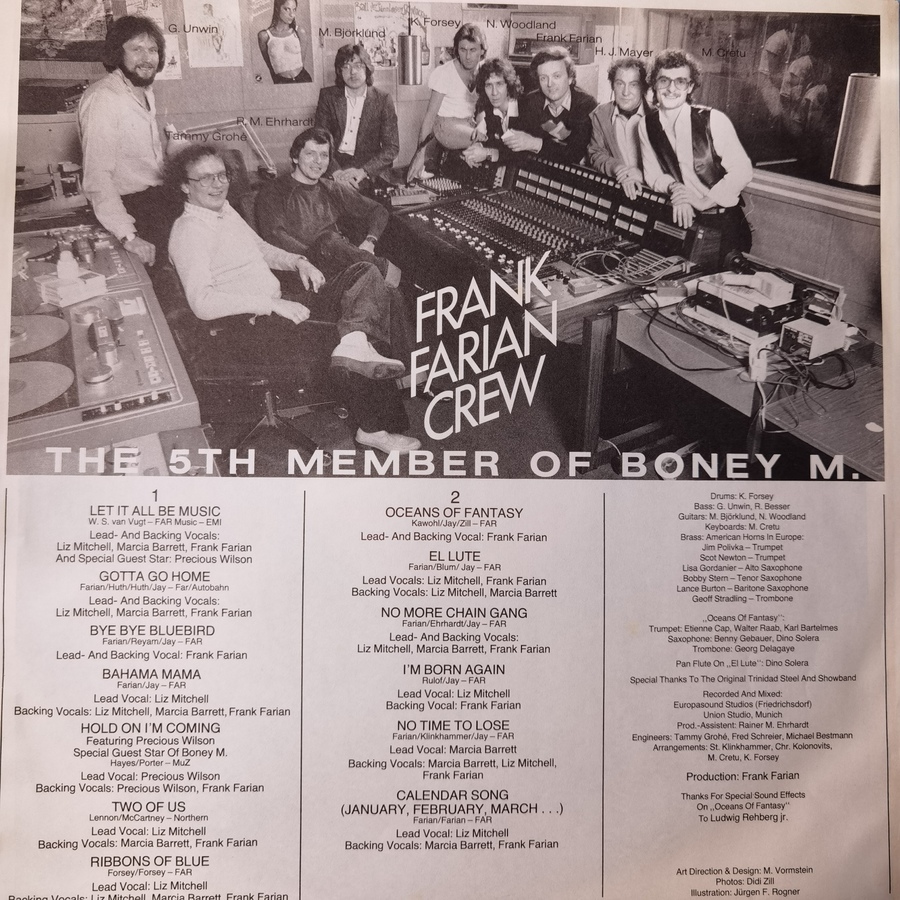 G. Unwin
M. Björklund
K. Forsey
N. Woodland
Frank Farian
H. J. Mayer
M. Cretu
R. M. Ehrhardt
Tammy Grohé
FRANK
FARIAN
CREW
THE 5TH MEMBER OF BONEY M.
1
LET IT ALL BE MUSIC
W. S. van Vugt – FAR Music – EMI
Lead- And Backing Vocals:
Liz Mitchell, Marcia Barrett, Frank Farian
And Special Guest Star: Precious Wilson
GOTTA GO HOME
Farian/Huth/Huth/Jay – Far/Autobahn
Lead- And Backing Vocals:
Liz Mitchell, Marcia Barrett, Frank Farian
BYE BYE BLUEBIRD
Farian/Reyam/Jay – FAR
Lead- And Backing Vocal: Frank Farian
BAHAMA MAMA
Farian/Jay – FAR
Lead Vocal: Liz Mitchell
Backing Vocals: Liz Mitchell, Marcia Barrett, Frank Farian
HOLD ON I'M COMING
Featuring Precious Wilson
Special Guest Star Of Boney M.
Hayes/Porter – MuZ
Lead Vocal: Precious Wilson
Backing Vocals: Precious Wilson, Frank Farian
TWO OF US
Lennon/McCartney – Northern
Lead Vocal: Liz Mitchell
Backing Vocals: Marcia Barrett, Frank Farian
RIBBONS OF BLUE
Forsey/Forsey – FAR
Lead Vocal: Liz Mitchell
Backing Vocals: Liz Mitchell, Marcia Barrett, Frank Farian
2
OCEANS OF FANTASY
Kawohl/Jay/Zill – FAR
Lead- And Backing Vocals: Frank Farian
EL LUTE
Farian/Blum/ Jay – FAR
Lead Vocals: Liz Mitchell, Frank Farian
Backing Vocals: Liz Mitchell, Marcia Barrett
NO MORE CHAIN GANG
Farian/Ehrhardt/Jay – FAR
Lead- And Backing Vocals:
Liz Mitchell, Marcia Barrett, Frank Farian
I'M BORN AGAIN
Rulof/Jay – FAR
Lead Vocals: Liz Mitchell
Backing Vocal: Frank Farian
NO TIME TO LOSE
Farian/Klinkhammer/Jay – FAR
Lead Vocal: Marcia Barrett
Backing Vocals: Marcia Barrett, Liz Mitchell,
Frank Farian
CALENDAR SONG
(JANUARY, FEBRUARY, MARCH . . .)
Farian/Farian – FAR
Lead Vocals: Liz Mitchell
Backing Vocals: Marcia Barrett, Frank Farian
Drums: K. Forsey
Bass: G. Unwin, R. Besser
Guitars: M. Björklund, N. Woodland
Keyboards: M. Cretu
Brass: American Horns In Europe:
Jim Polivka – Trumpet
Scot Newton – Trumpet
Lisa Gordanier – Alto Saxophone
Bobby Stern – Tenor Saxophone
Lance Burton – Baritone Saxophone
Geoff Stradling – Trombone
„Oceans Of Fantasy“:
Trumpet: Etienne Cap, Walter Raab, Karl Bartelmes
Saxophone: Benny Gebauer, Dino Solera
Trombone: Georg Delagaye
Pan Flute On „El Lute“: Dino Solera
Special Thanks To The Original Trinidad Steel And Showband
Recorded And Mixed:
Europasound Studios (Friedrichsdorf)
Union Studio, Munich
Prod.-Assistent: Rainer M. Ehrhardt
Engineers: Tammy Grohé, Fred Schreier, Michael Bestmann
Arrangements: St. Klinkhammer, Chr. Kolonovits,
M. Cretu, K. Forsey
Production: Frank Farian
Thanks For Special Sound Effects
On „Oceans Of Fantasy“
To Ludwig Rehberg jr.
Art Direction & Design: M. Vormstein
Photos: Didi Zill
Illustration: Jürgen F. Rogner